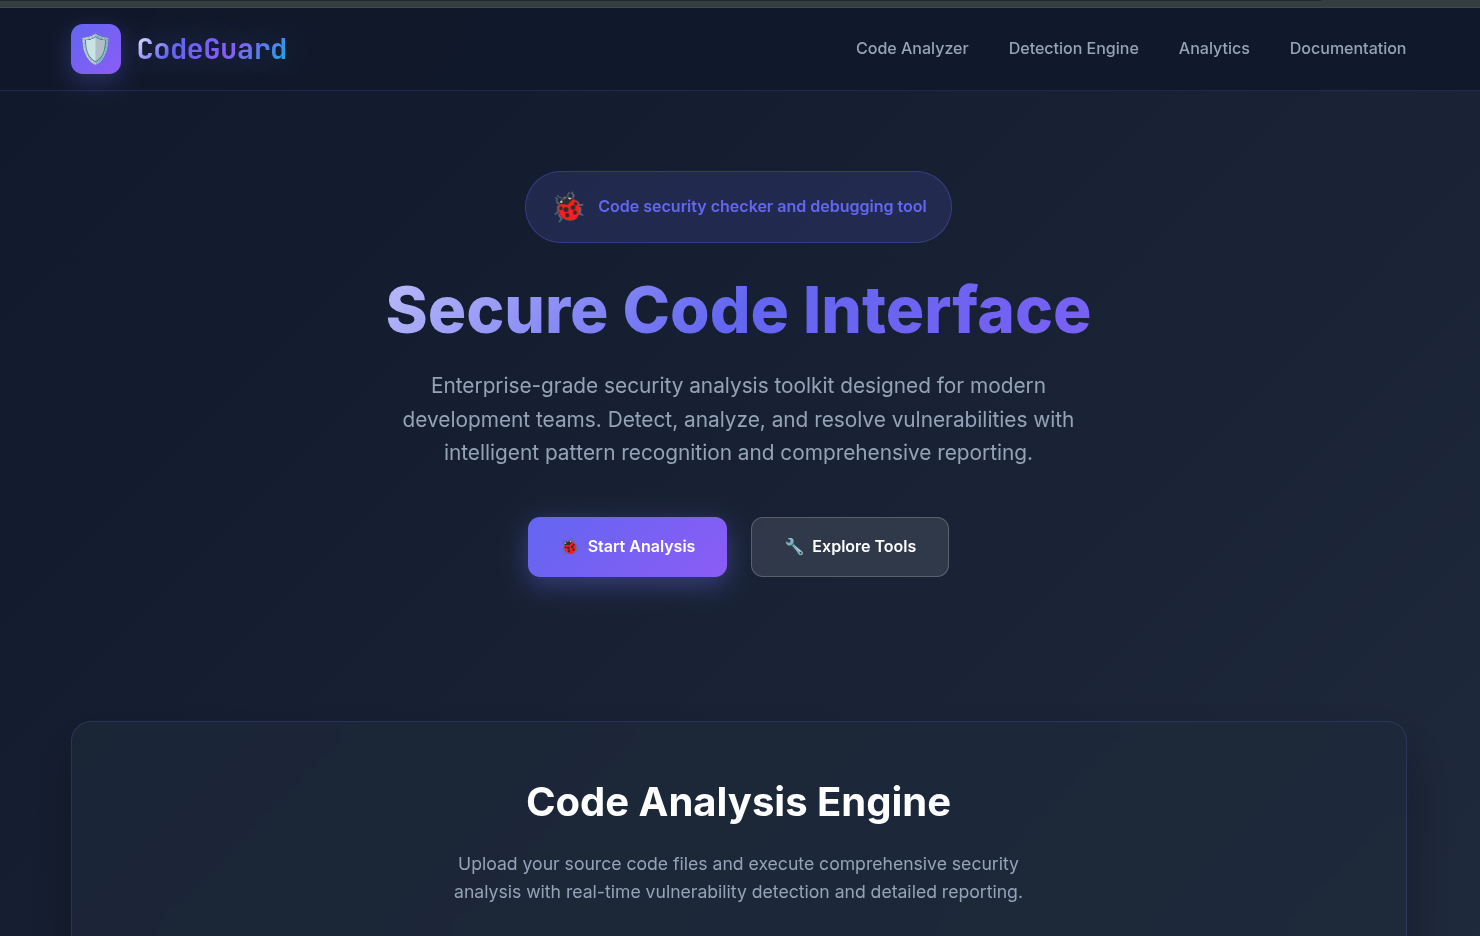 CodeGuard
Code Analyzer
Detection Engine
Analytics
Documentation
Code security checker and debugging tool
Secure Code Interface
Enterprise-grade security analysis toolkit designed for modern
development teams. Detect, analyze, and resolve vulnerabilities with
intelligent pattern recognition and comprehensive reporting.
Start Analysis
Explore Tools
Code Analysis Engine
Upload your source code files and execute comprehensive security
analysis with real-time vulnerability detection and detailed reporting.